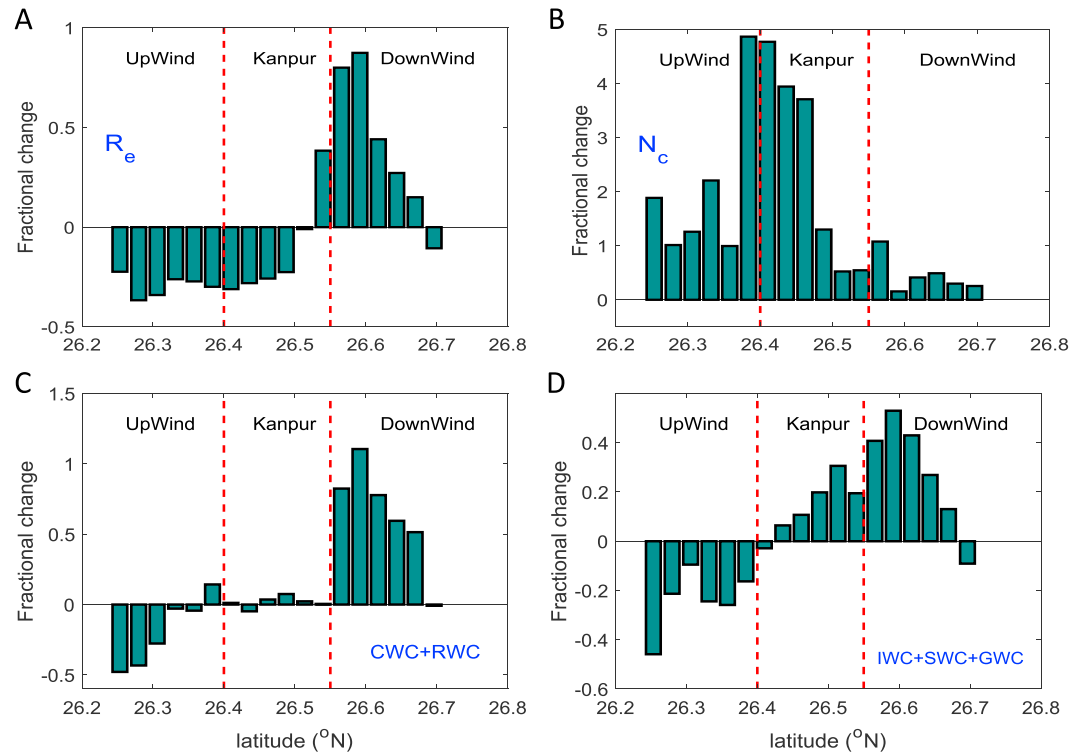 A
Fractional change
1
0.5
0
-0.5
UpWind Kanpur DownWind
Re
26.2 26.3 26.4 26.5 26.6 26.7 26.8
B
Fractional change
5
4
3
2
1
0
UpWind Kanpur DownWind
Nc
26.2 26.3 26.4 26.5 26.6 26.7 26.8
C
Fractional change
1.5
1
0.5
0
-0.5
UpWind Kanpur DownWind
CWC+RWC
26.2 26.3 26.4 26.5 26.6 26.7 26.8
latitude (oN)
D
Fractional change
0.4
0.2
0
-0.2
-0.4
-0.6
UpWind Kanpur DownWind
IWC+SWC+GWC
26.2 26.3 26.4 26.5 26.6 26.7 26.8
latitude (oN)